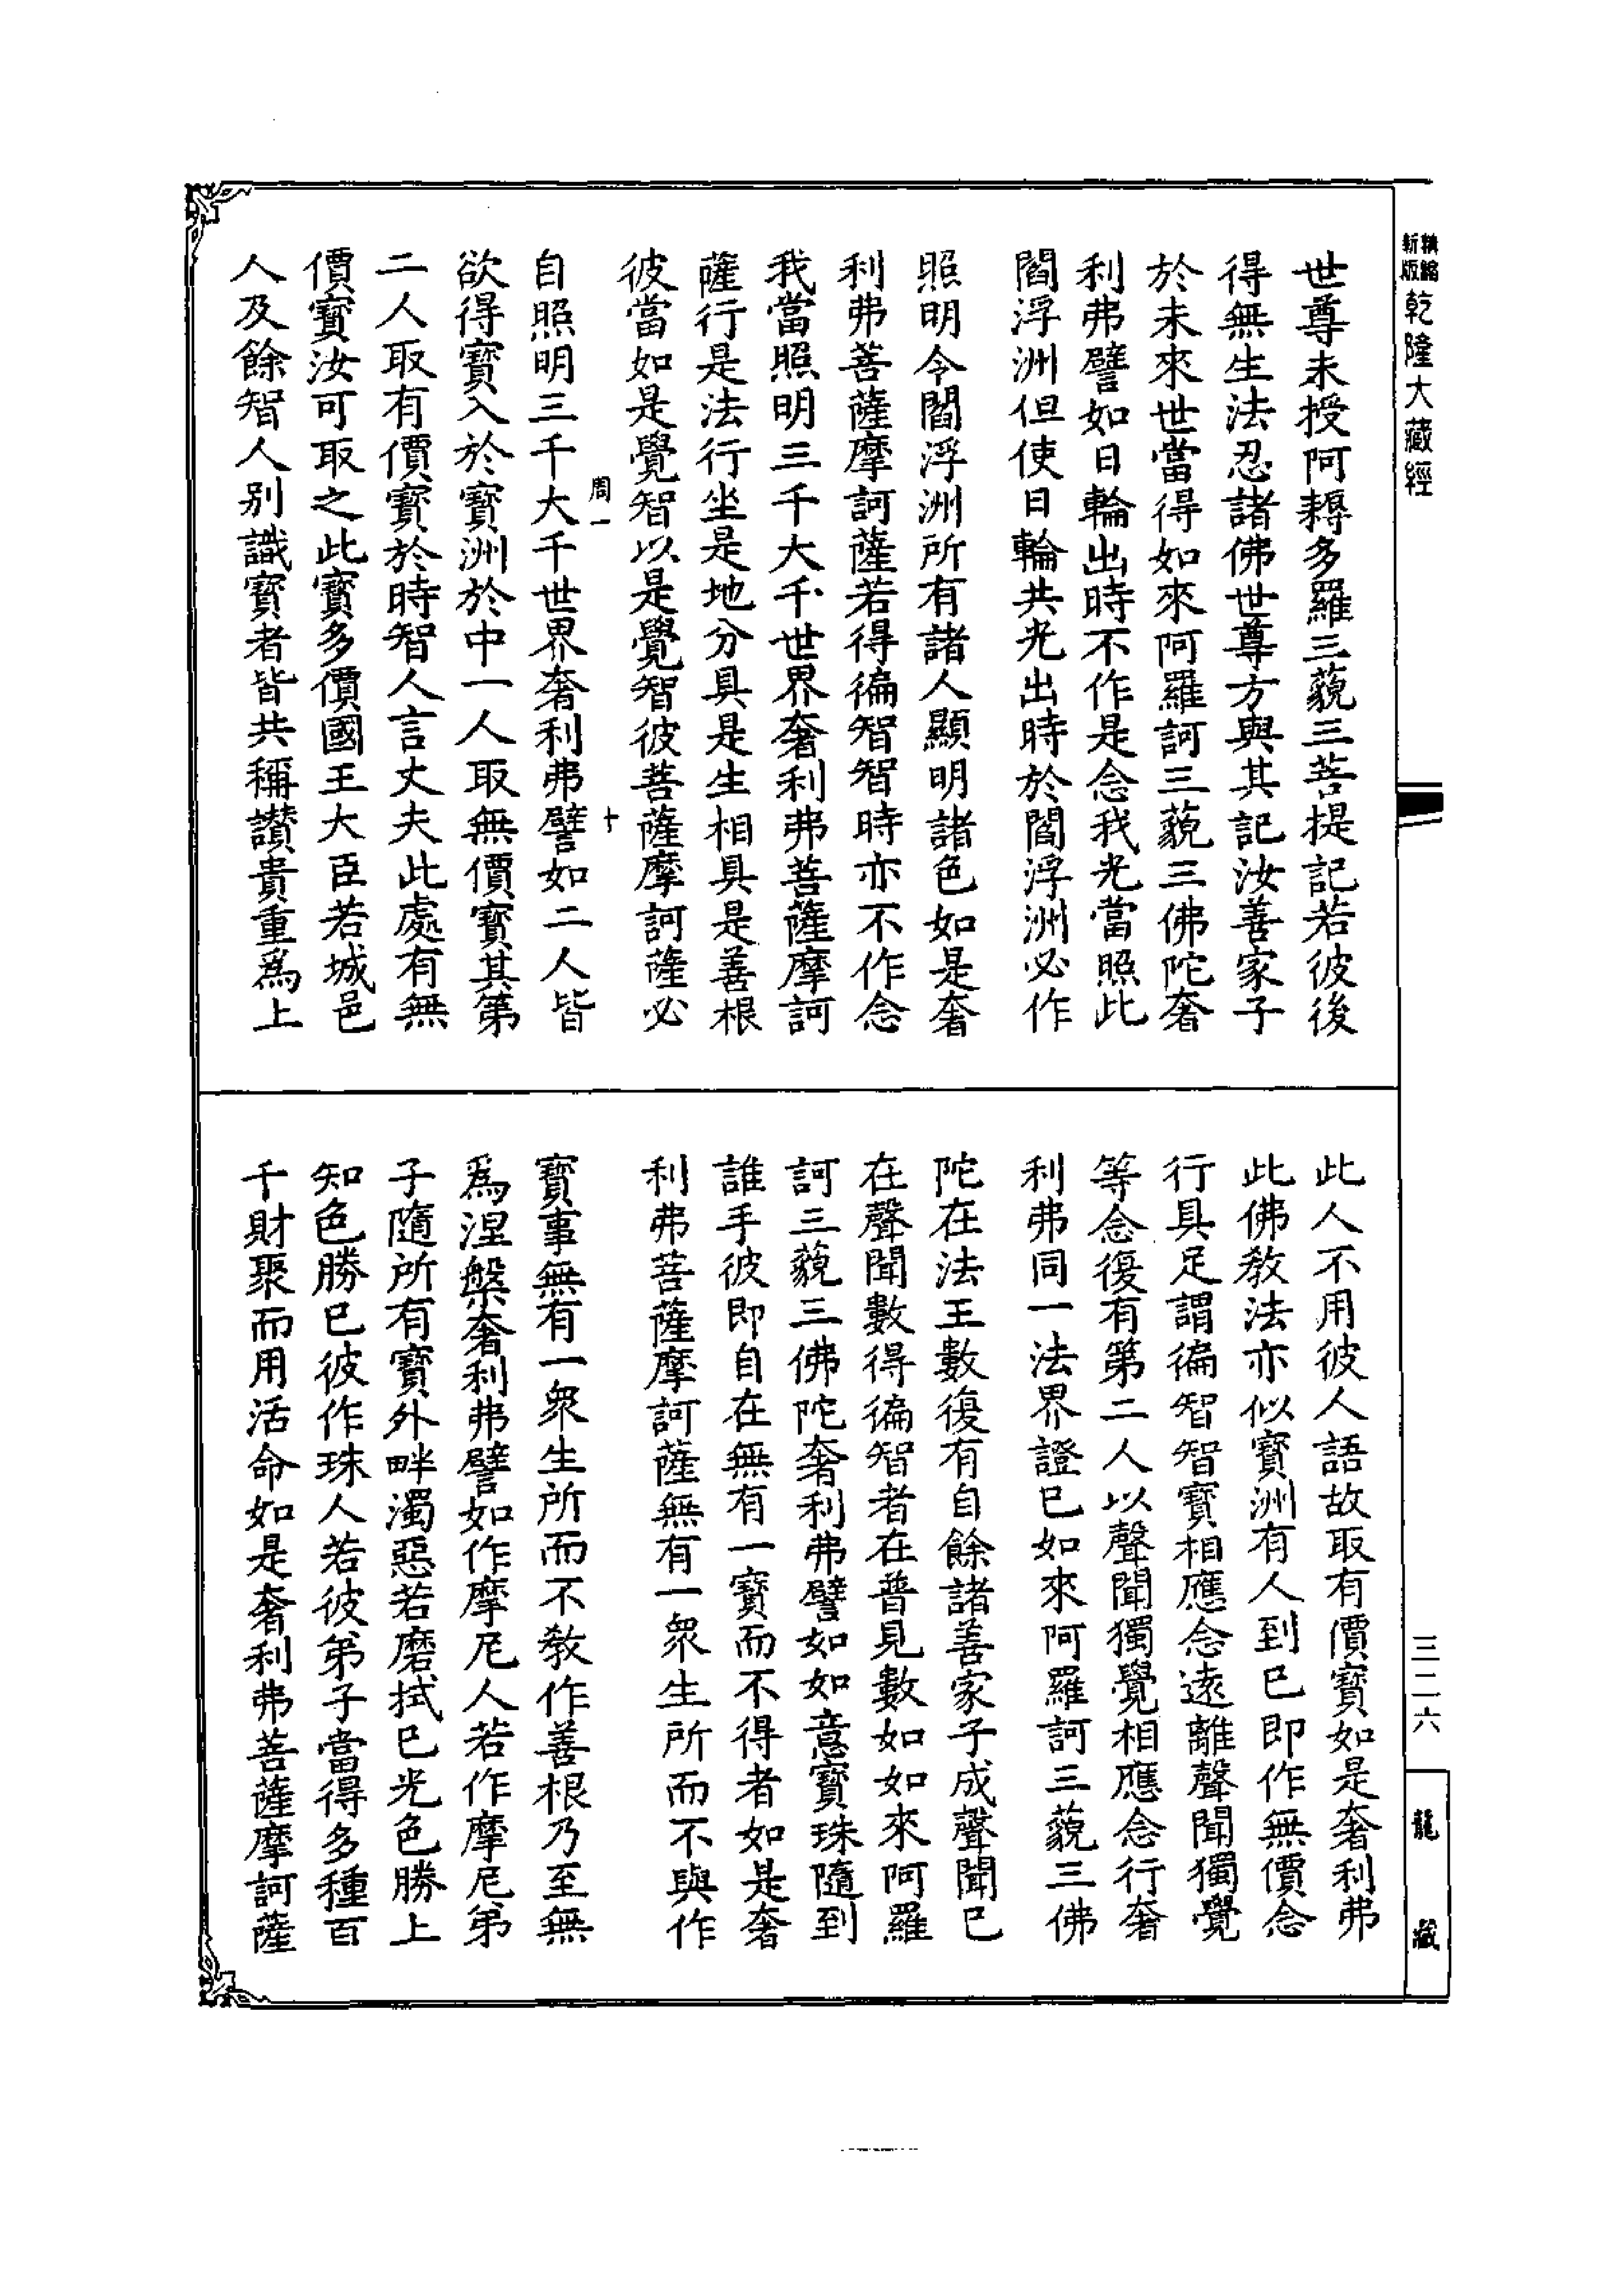 新版精縮乾隆大藏經
世尊未授阿耨多羅三藐三菩提記若彼後
得無生法忍諸佛世尊方與其記汝善家子
於未來世當得如來阿羅訶三藐三佛陀奢
利弗譬如日輪出時不作是念我光當照此
閻浮洲但使日輪共光出時於閻浮洲必作
照明令閻浮洲所有諸人顯明諸色如是奢
利弗菩薩摩訶薩若得徧智智時亦不作念
我當照明三千大千世界奢利弗菩薩摩訶
薩行是法行坐是地分具是生相具是善根
彼當如是覺智以是覺智彼菩薩摩訶薩必
周一
十
自照明三千大千世界奢利弗譬如二人皆
欲得寶入於寶洲於中一人取無價寶其第
二人取有價寶於時智人言丈夫此處有無
價寶汝可取之此寶多價國王大臣若城邑
人及餘智人別識寶者皆共稱讚貴重爲上
此人不用彼人語故取有價寶如是奢利弗
此佛教法亦似寶洲有人到已即作無價念
行具足謂徧智智寶相應念遠離聲聞獨覺
等念復有第二人以聲聞獨覺相應念行奢
利弗同一法界證已如來阿羅訶三藐三佛
陀在法王數復有自餘諸善家子成聲聞已
在聲聞數得徧智者在普見數如如來阿羅
訶三藐三佛陀奢利弗譬如如意寶珠隨到
誰手彼即自在無有一寶而不得者如是奢
利弗菩薩摩訶薩無有一衆生所而不與作
寶事無有一衆生所而不教作善根乃至無
爲涅槃奢利弗譬如作摩尼人若作摩尼弟
子隨所有寶外畔濁惡若磨拭已光色勝上
知色勝已彼作珠人若彼弟子當得多種百
千財聚而用活命如是奢利弗菩薩摩訶薩
三二六
龍藏